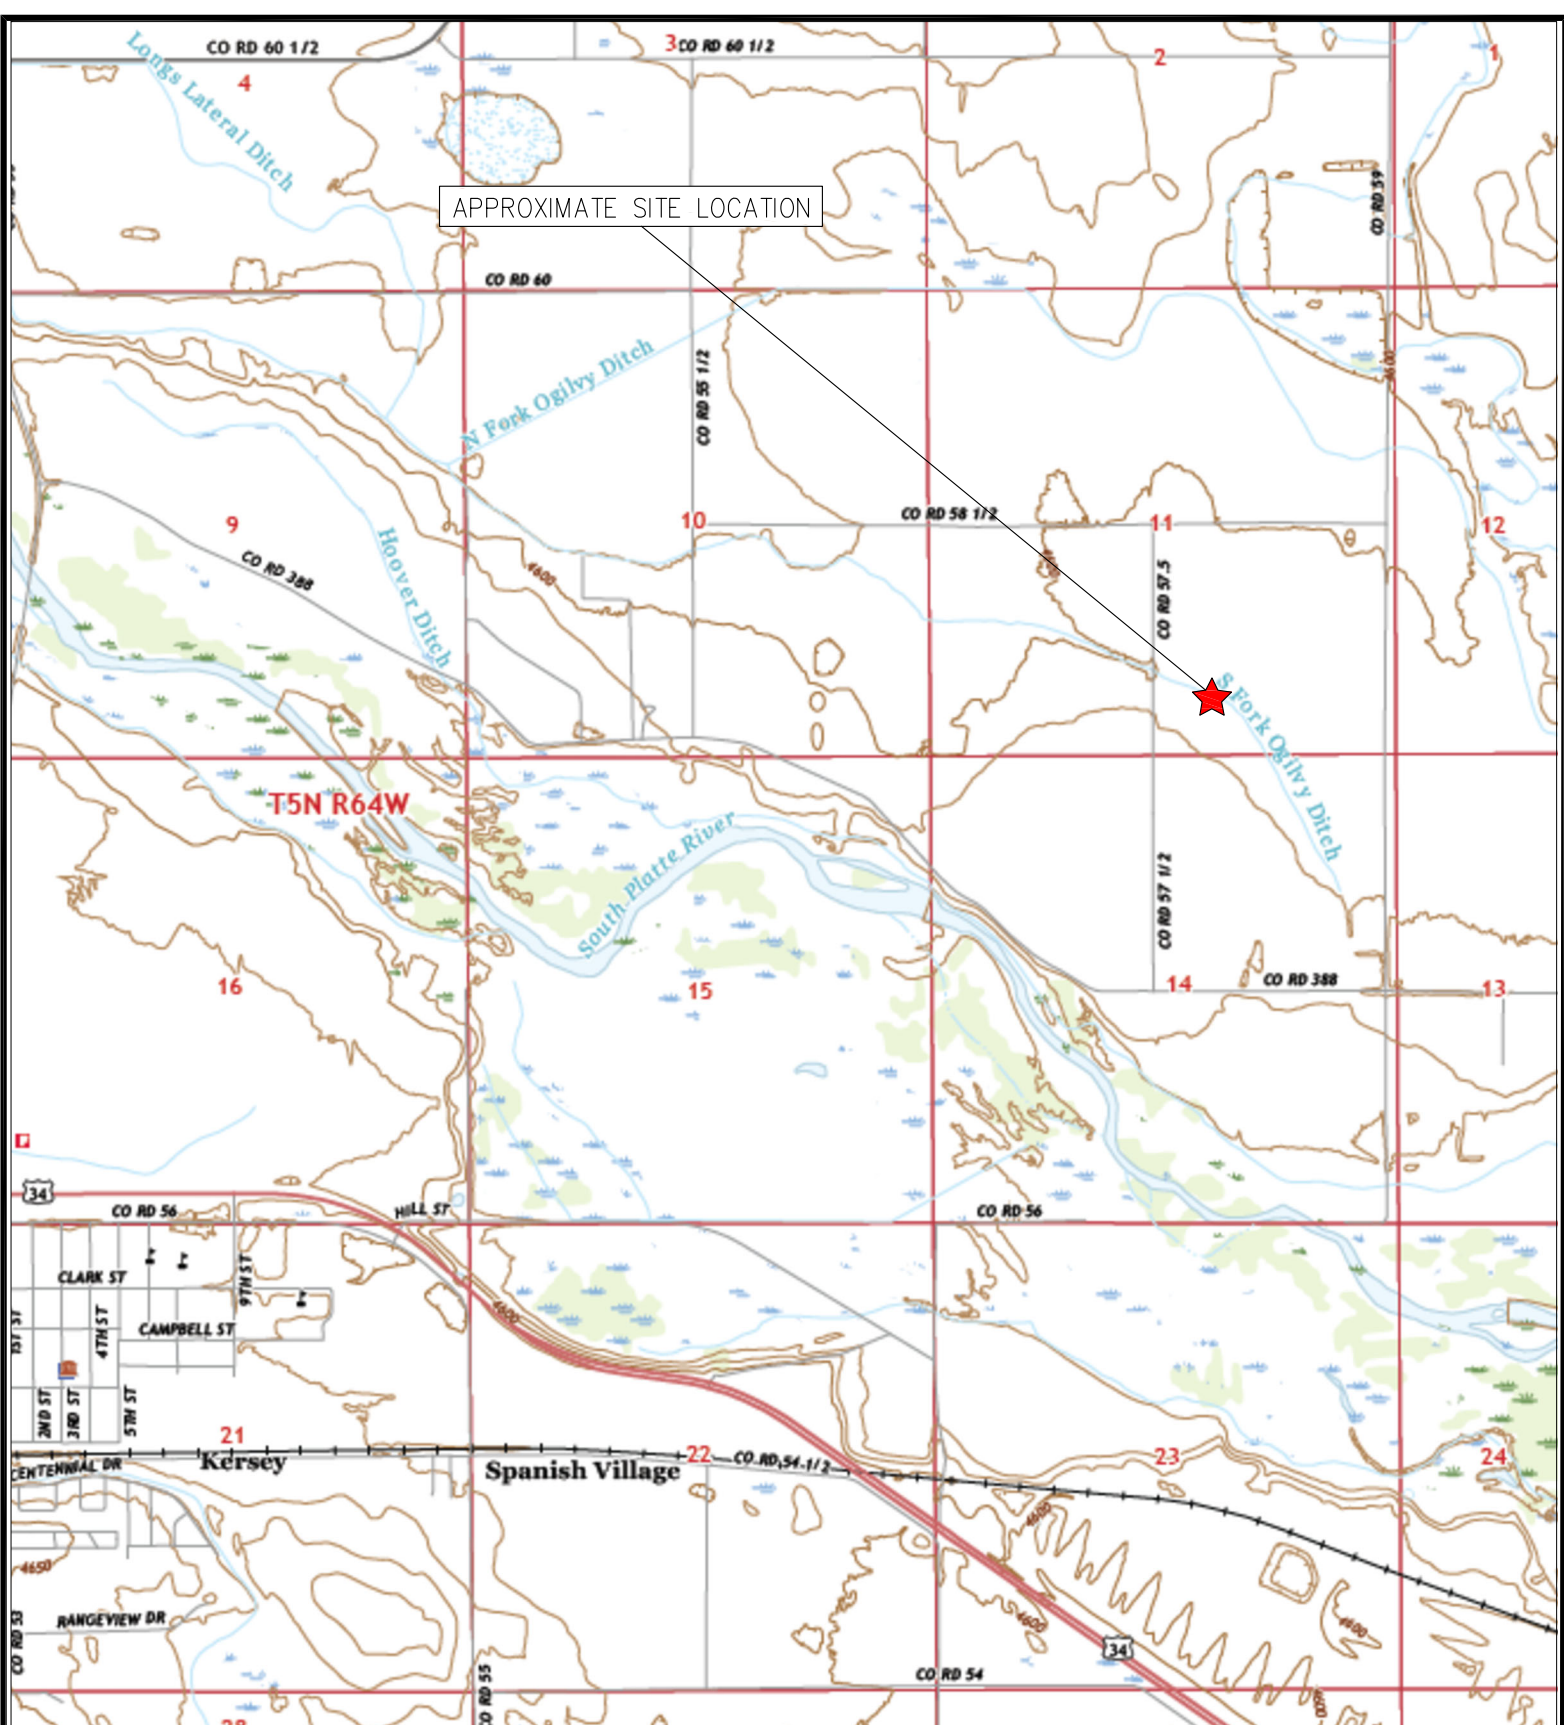 CO RD 60 1/2
3
CO RD 60 1/2
2
1
Longs Lateral Ditch
4
CO RD 59
APPROXIMATE SITE LOCATION
CO RD 60
N Fork Ogilvy Ditch
CO RD 55 1/2
4600
9
10
CO RD 58 1/2
11
12
Hoover Ditch
CO RD 388
4600
4600
CO RD 57.5
S Fork Ogilvy Ditch
T5N R64W
South Platte River
CO RD 57 1/2
16
15
14
CO RD 388
13
34
CO RD 56
HILL ST
CO RD 56
CLARK ST
9TH ST
1ST ST
4TH ST
CAMPBELL ST
4600
2ND ST
3RD ST
5TH ST
21
Kersey
22
Spanish Village
CO RD 54 1/2
23
24
CENTENNIAL DR
4600
4650
RANGEVIEW DR
CO RD 53
4600
4600
34
CO RD 55
CO RD 54
4600
28